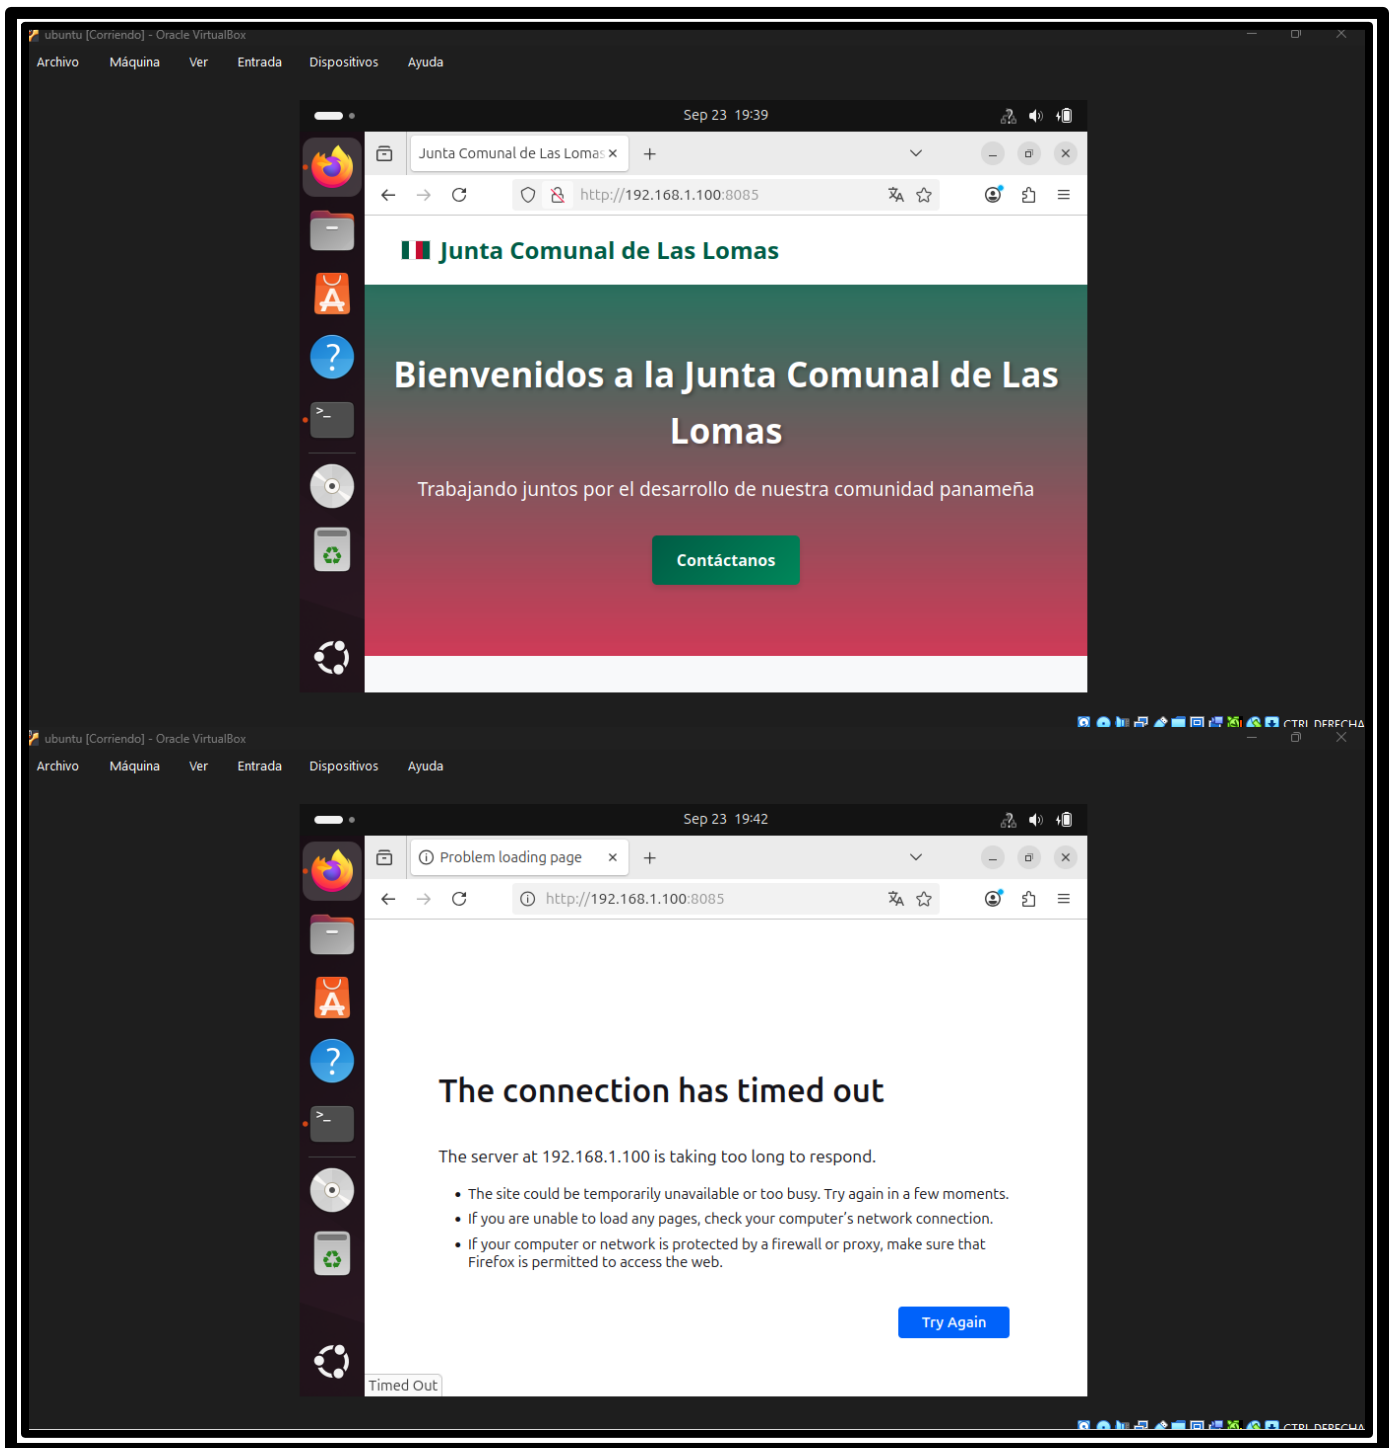 ubuntu [Corriendo] - Oracle VirtualBox
Archivo Máquina Ver Entrada Dispositivos Ayuda
Sep 23 19:39
Junta Comunal de Las Lomas
http://192.168.1.100:8085
Junta Comunal de Las Lomas
Bienvenidos a la Junta Comunal de Las
Lomas
Trabajando juntos por el desarrollo de nuestra comunidad panameña
Contáctanos
CTRL DERECHA
ubuntu [Corriendo] - Oracle VirtualBox
Archivo Máquina Ver Entrada Dispositivos Ayuda
Sep 23 19:42
Problem loading page
http://192.168.1.100:8085
The connection has timed out
The server at 192.168.1.100 is taking too long to respond.
• The site could be temporarily unavailable or too busy. Try again in a few moments.
• If you are unable to load any pages, check your computer’s network connection.
• If your computer or network is protected by a firewall or proxy, make sure that
Firefox is permitted to access the web.
Try Again
Timed Out
CTRL DERECHA